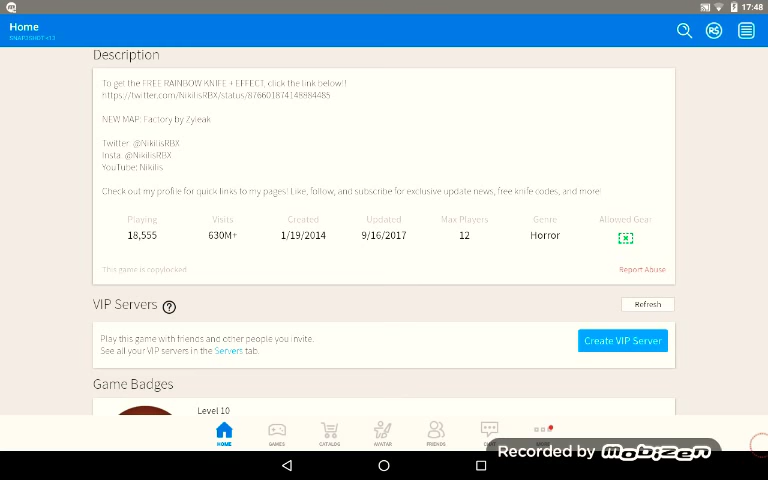 17:48
Home
SNAPSHOT +13
R$
Description
To get the FREE RAINBOW KNIFE + EFFECT, click the link below!!
https://twitter.com/NikilisRBX/status/876601874148884485
NEW MAP: Factory by Zyleak
Twitter: @NikilisRBX
Insta: @NikilisRBX
YouTube: Nikilis
Check out my profile for quick links to my pages! Like, follow, and subscribe for exclusive update news, free knife codes, and more!
Playing Visits Created Updated Max Players Genre Allowed Gear
18,555 630M+ 1/19/2014 9/16/2017 12 Horror
This game is copylocked Report Abuse
VIP Servers ? Refresh
Play this game with friends and other people you invite.
See all your VIP servers in the Servers tab.
Create VIP Server
Game Badges
Level 10
HOME GAMES CATALOG AVATAR FRIENDS
Recorded by mobizen